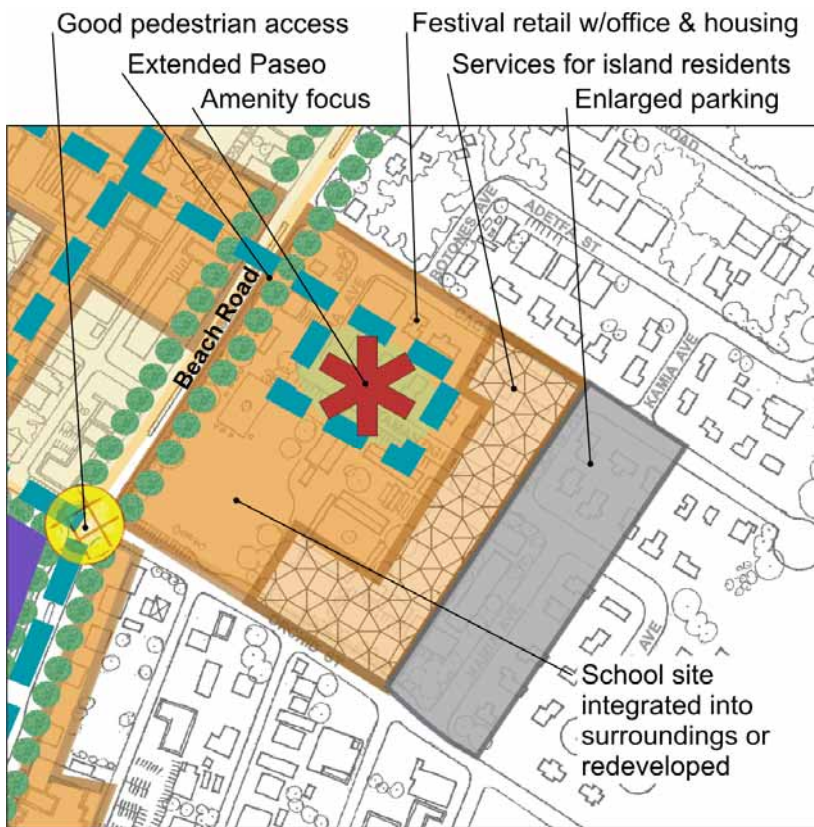 Good pedestrian access
Festival retail w/office & housing
Extended Paseo
Services for island residents
Amenity focus
Enlarged parking
ROAD
BOTONES AVE
ADETFA ST
Beach Road
KAMIA AVE
AVE
School site
integrated into
surroundings or
redeveloped